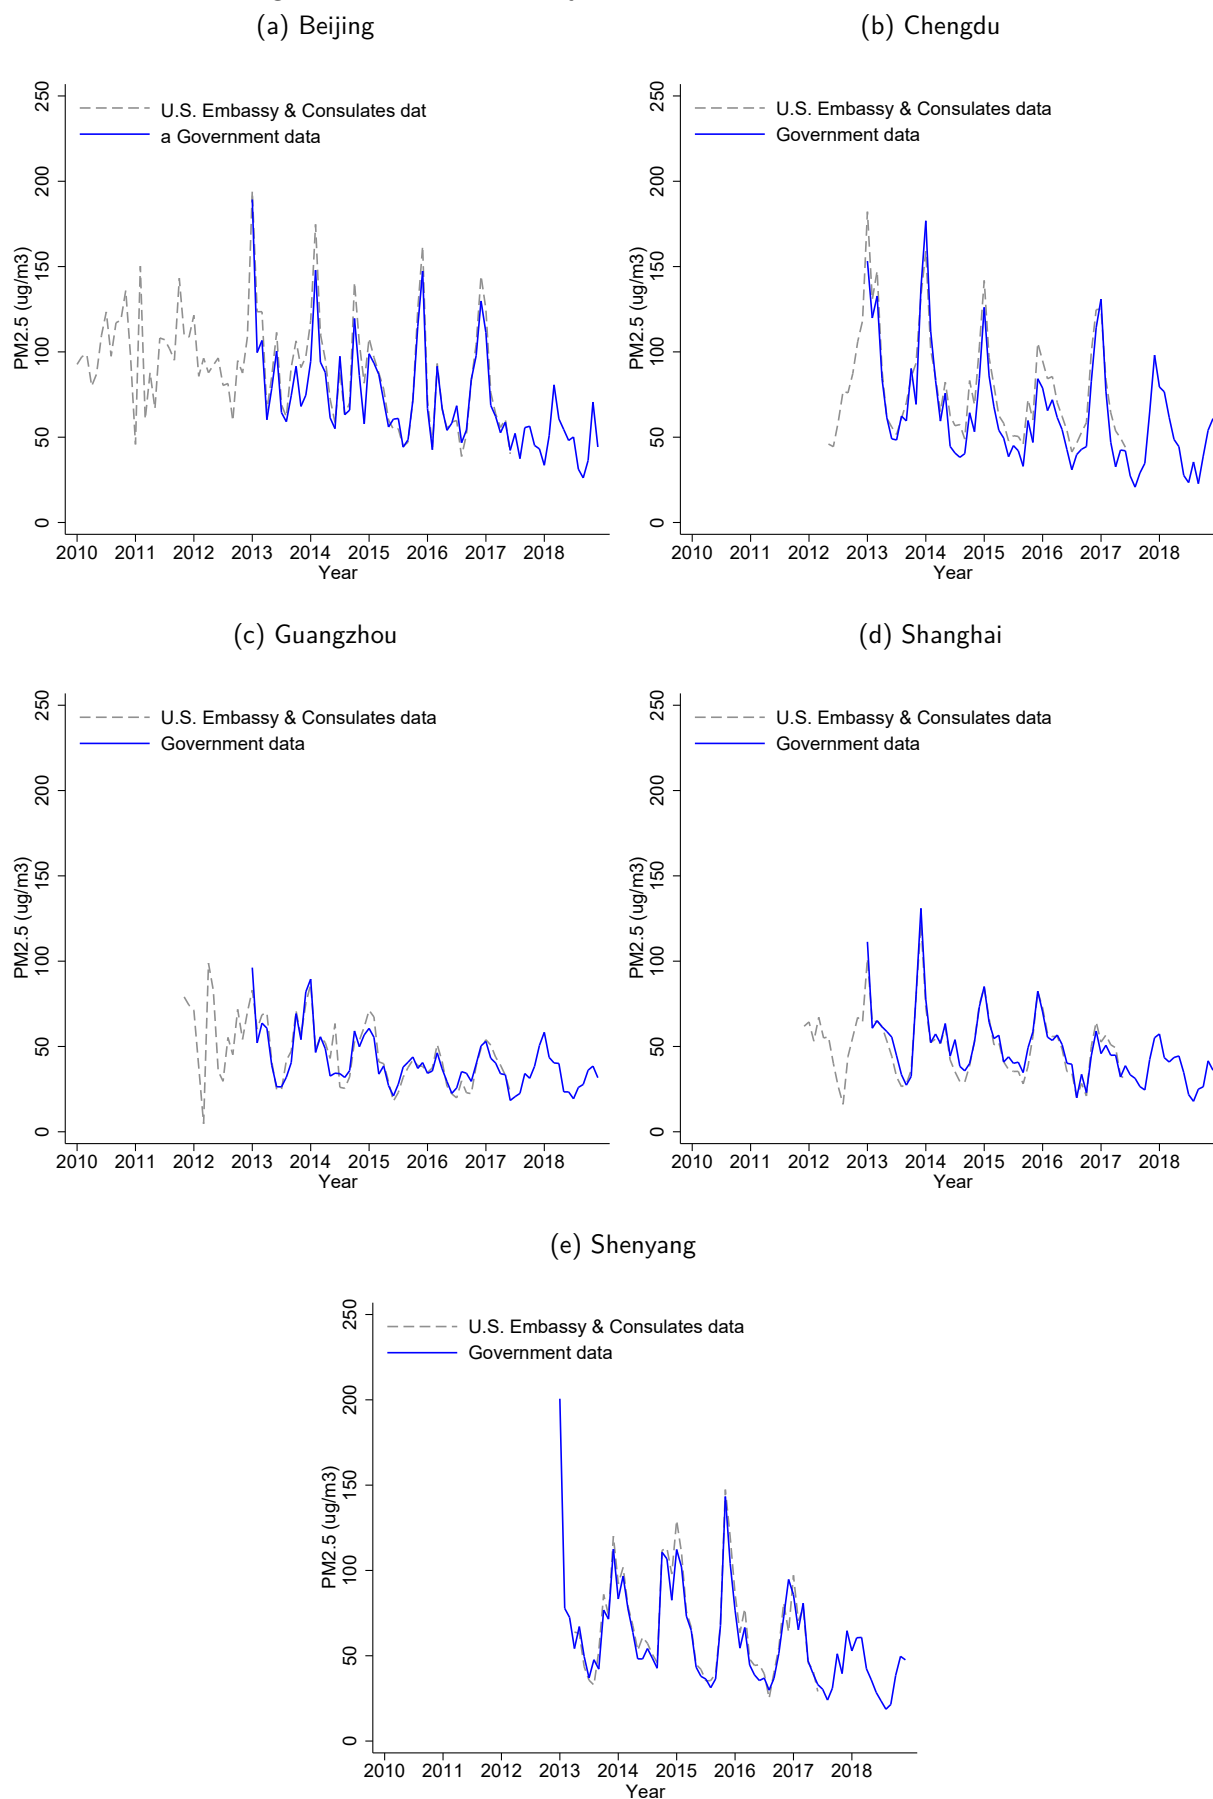 (a) Beijing
250
200
150
100
50
0
PM2.5 (ug/m3)
U.S. Embassy & Consulates dat
a Government data
2010 2011 2012 2013 2014 2015 2016 2017 2018
Year
(b) Chengdu
250
200
150
100
50
0
PM2.5 (ug/m3)
U.S. Embassy & Consulates data
Government data
2010 2011 2012 2013 2014 2015 2016 2017 2018
Year
(c) Guangzhou
250
200
150
100
50
0
PM2.5 (ug/m3)
U.S. Embassy & Consulates data
Government data
2010 2011 2012 2013 2014 2015 2016 2017 2018
Year
(d) Shanghai
250
200
150
100
50
0
PM2.5 (ug/m3)
U.S. Embassy & Consulates data
Government data
2010 2011 2012 2013 2014 2015 2016 2017 2018
Year
(e) Shenyang
250
200
150
100
50
0
PM2.5 (ug/m3)
U.S. Embassy & Consulates data
Government data
2010 2011 2012 2013 2014 2015 2016 2017 2018
Year